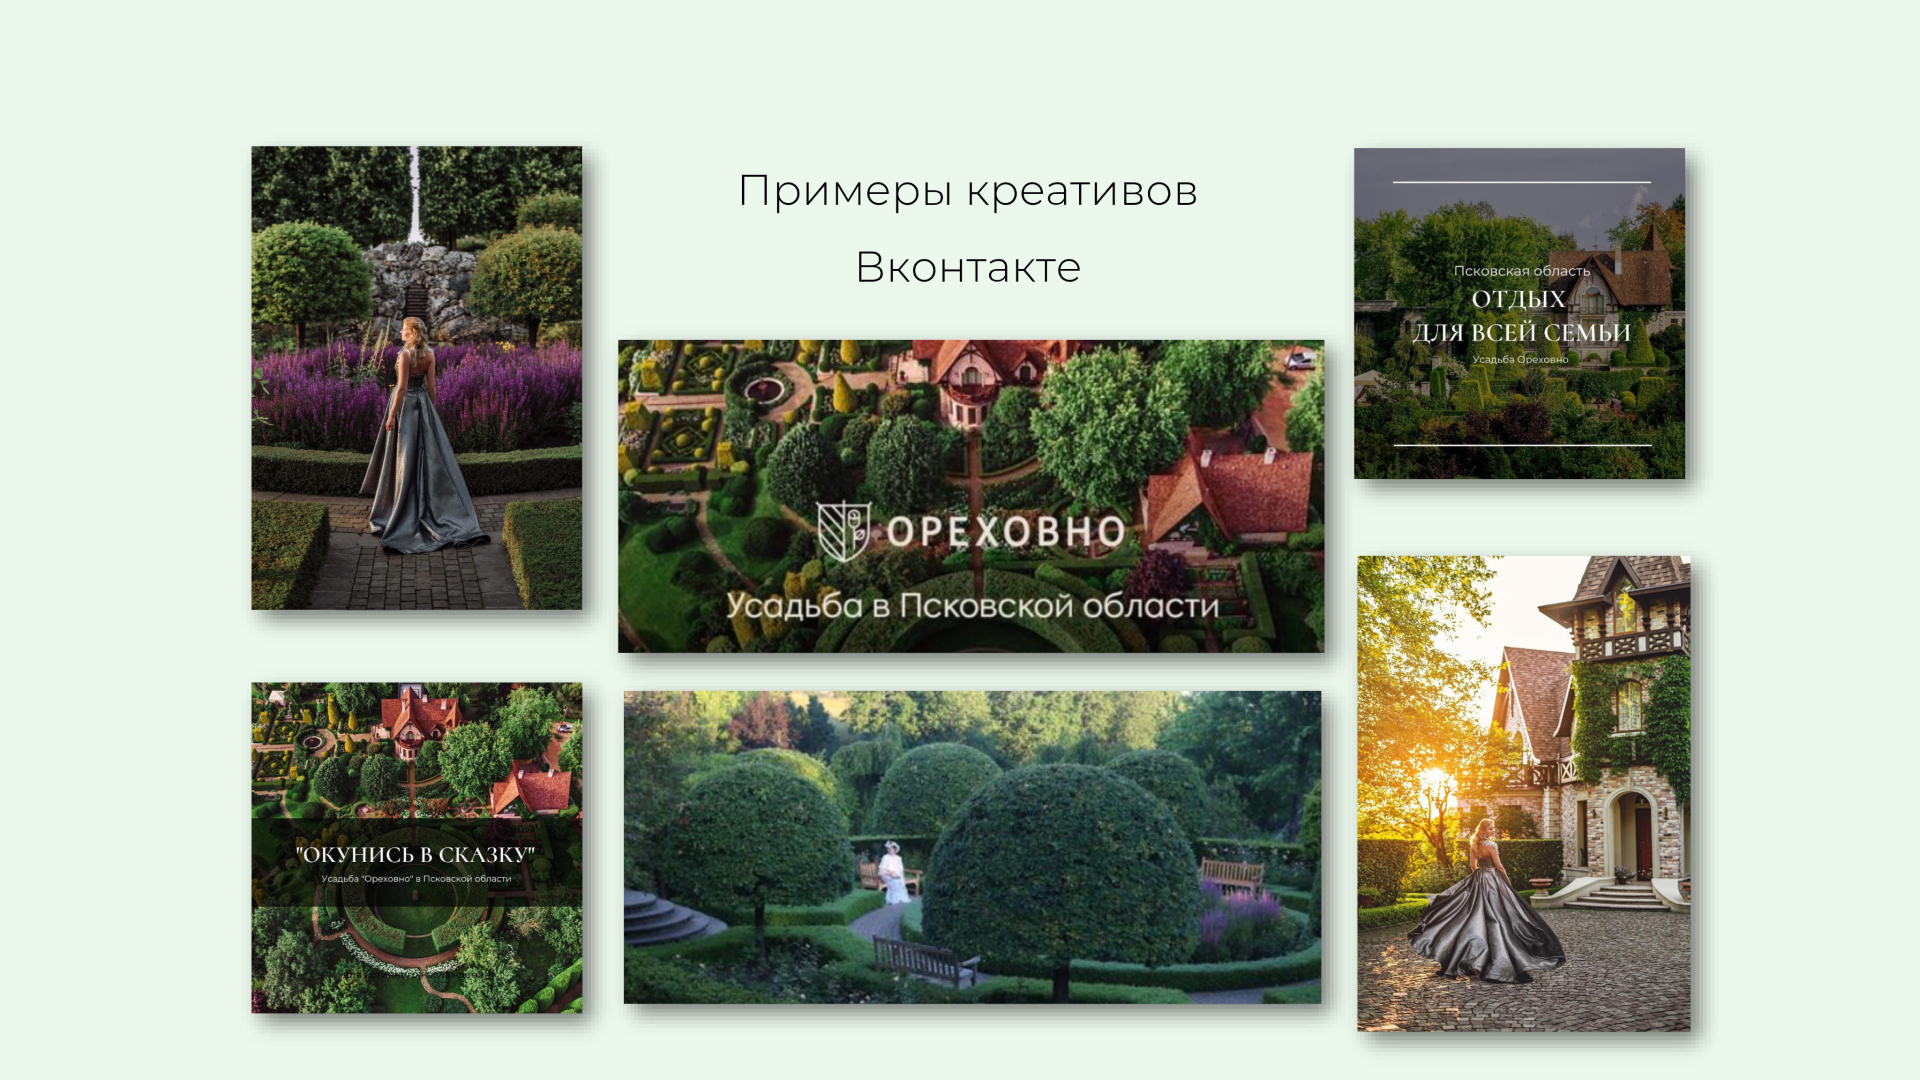 Примеры креативов
Вконтакте
ОРЕХОВНО
Усадьба в Псковской области
Псковская область
ОТДЫХ
ДЛЯ ВСЕЙ СЕМЬИ
Усадьба Ореховно
"ОКУНИСЬ В СКАЗКУ"
Усадьба "Ореховно" в Псковской области